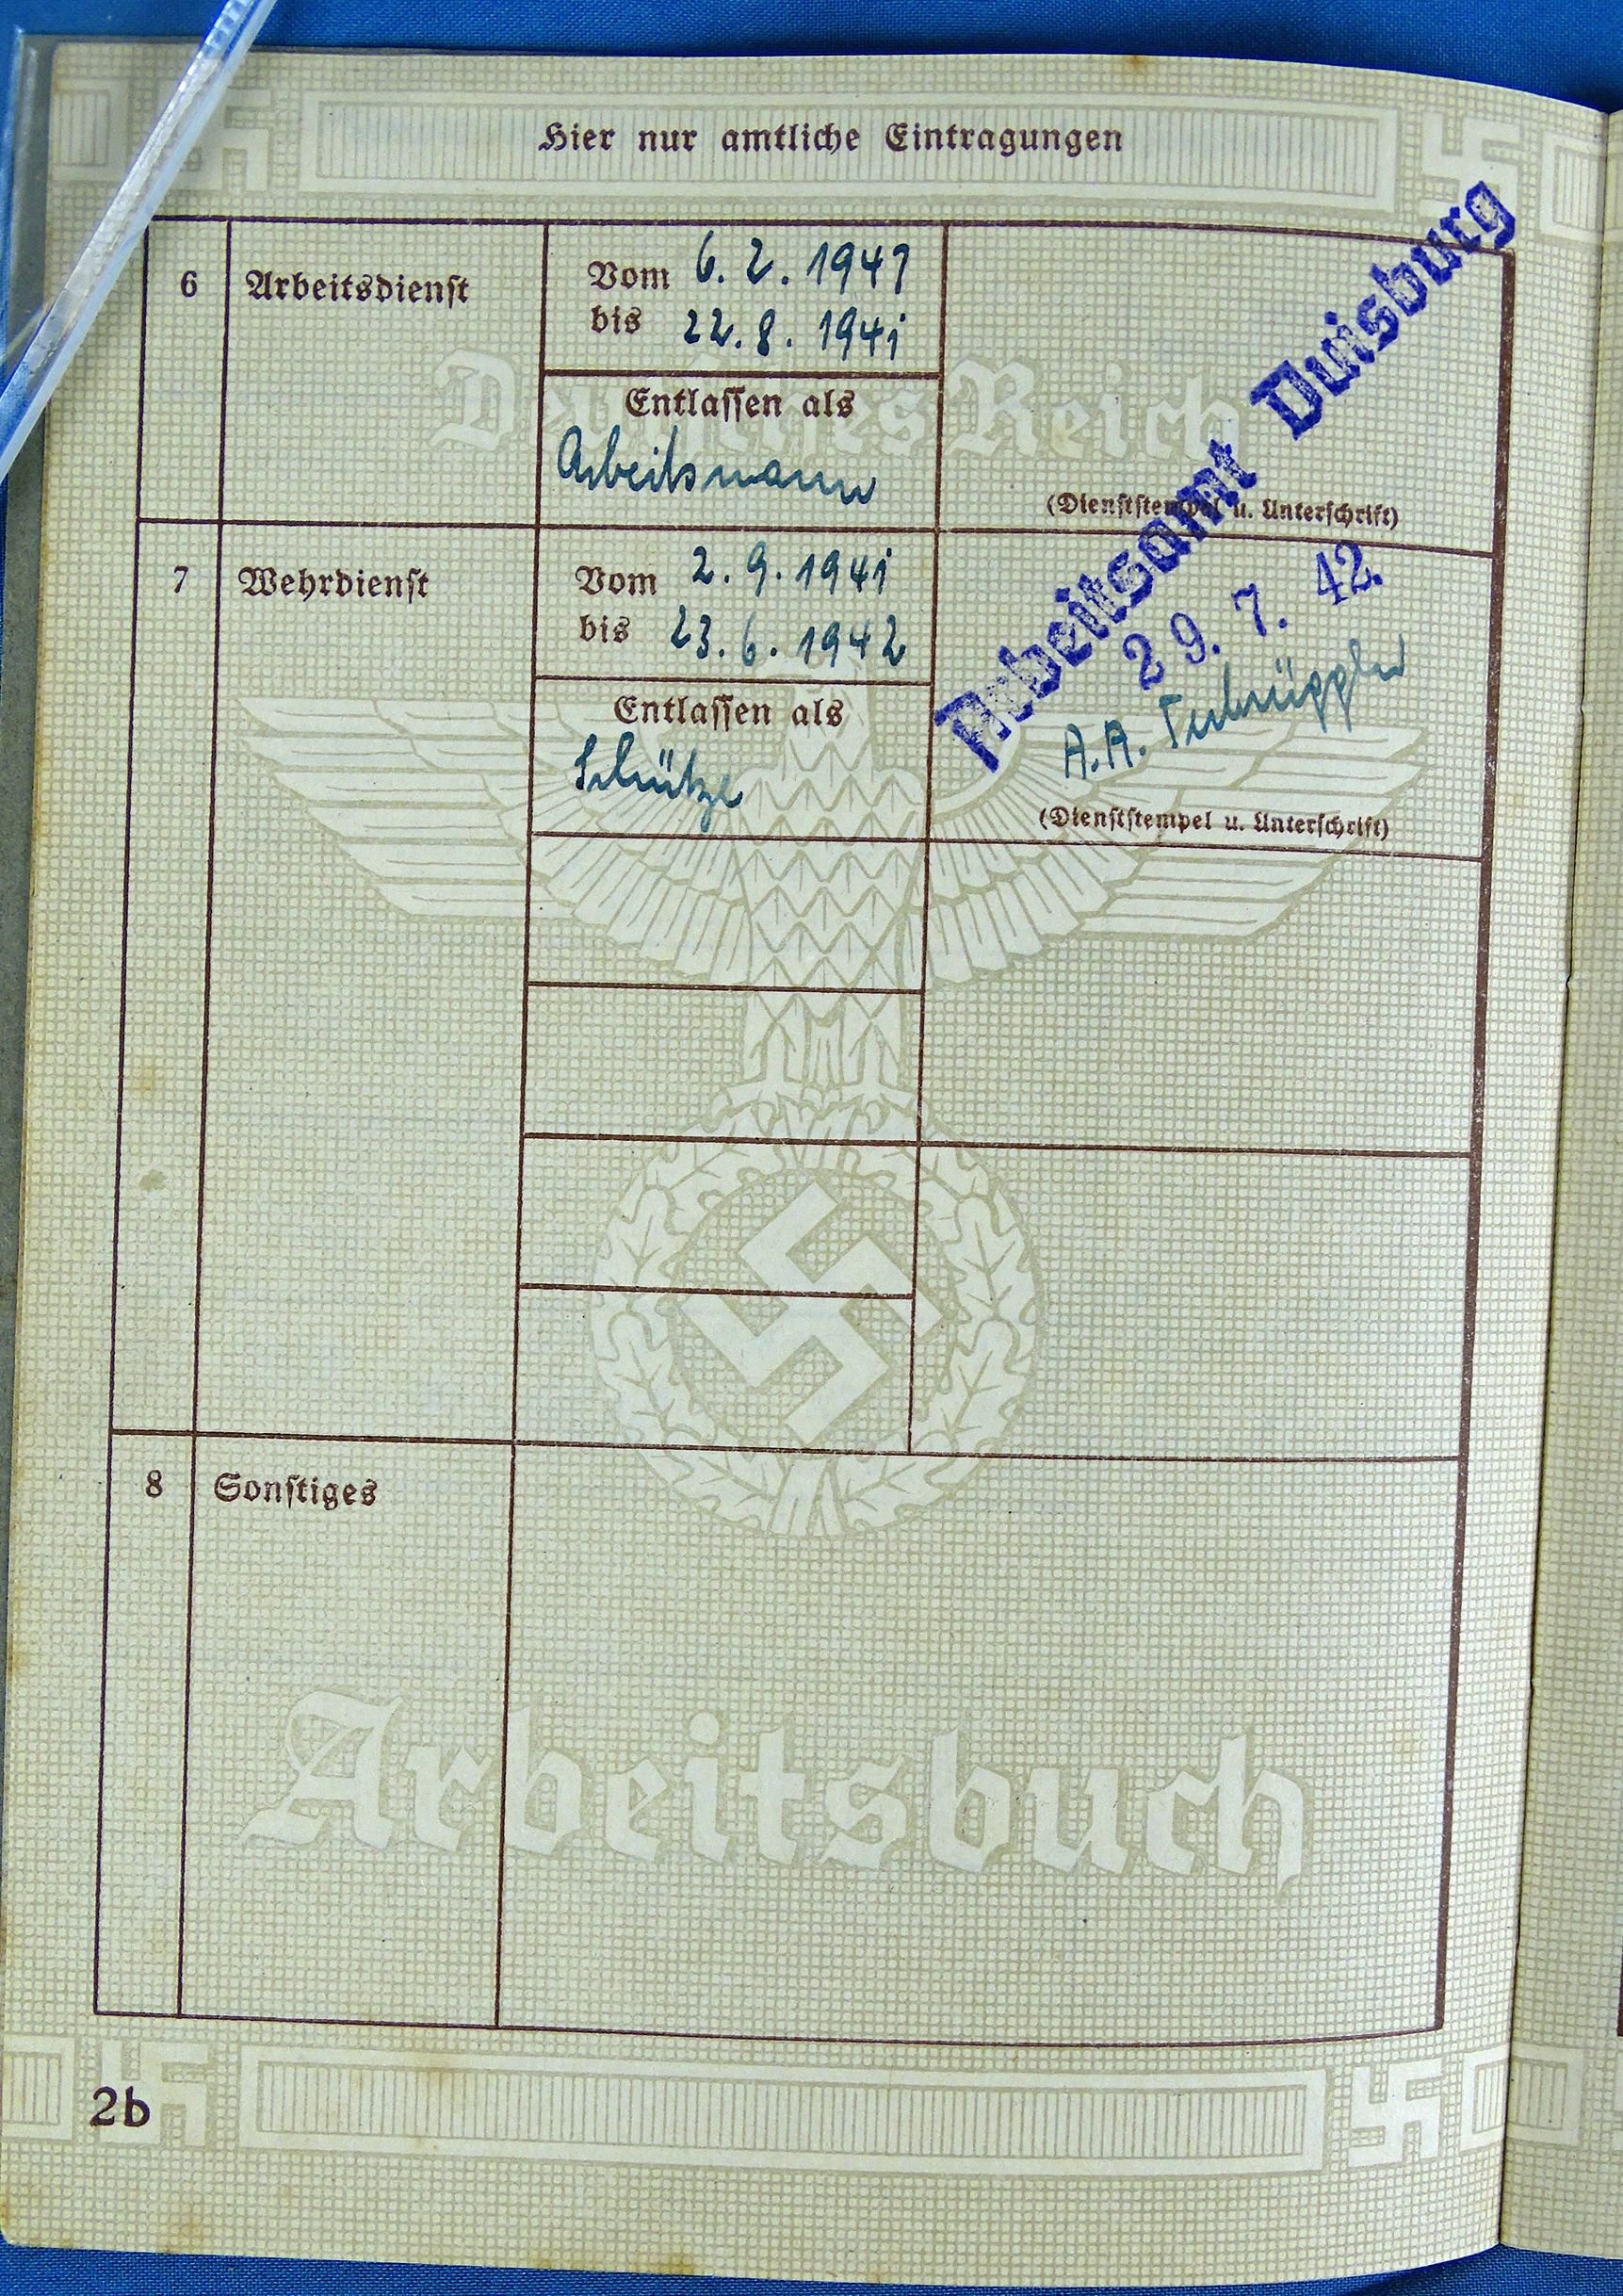 Hier nur amtliche Eintragungen
6 Arbeitsdienst
Vom 6. 2. 1941
bis 22. 8. 1941
Entlassen als
Arbeitsmann
(Dienststempel u. Unterschrift)
Arbeitsamt Duisburg
29. 7. 42.
A. A.
7 Wehrdienst
Vom 2. 9. 1941
bis 23. 6. 1942
Entlassen als
Schütze
(Dienststempel u. Unterschrift)
8 Sonstiges
Deutsches Reich
Arbeitsbuch
2b